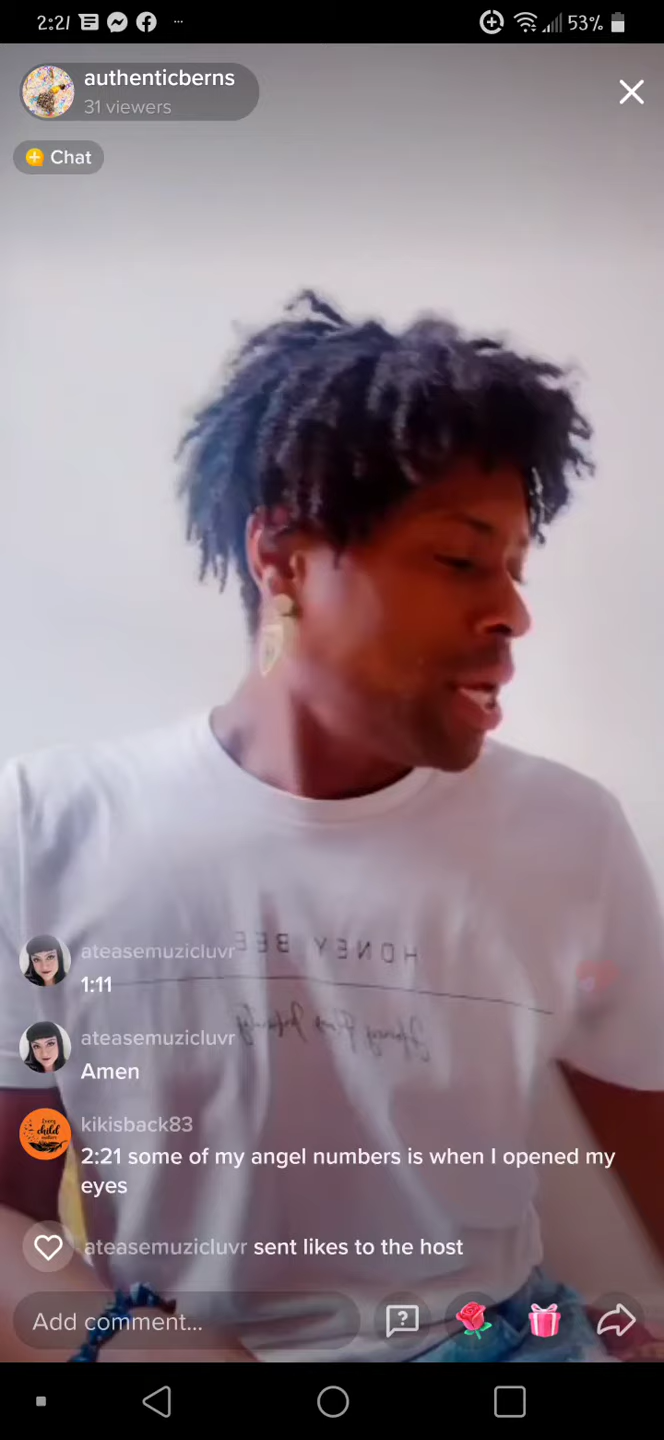 2:21 ...
53%
authenticberns
31 viewers
Chat
HONEY BEE
ateasemuzicluvr
1:11
ateasemuzicluvr
Amen
kikisback83
2:21 some of my angel numbers is when I opened my
eyes
ateasemuzicluvr sent likes to the host
Add comment...